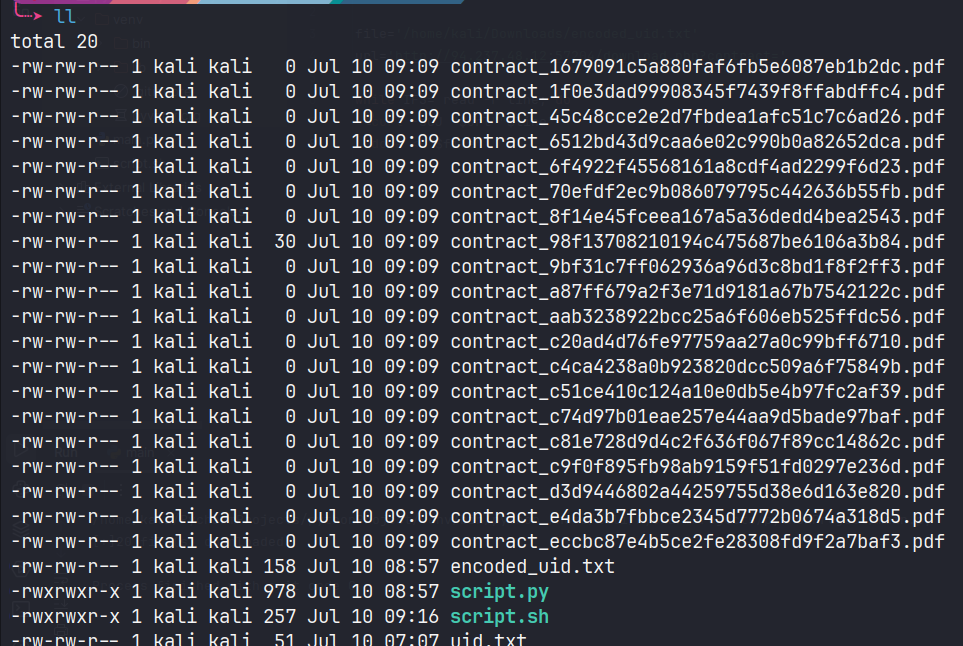 ll
total 20
-rw-rw-r-- 1 kali kali   0 Jul 10 09:09 contract_1679091c5a880faf6fb5e6087eb1b2dc.pdf
-rw-rw-r-- 1 kali kali   0 Jul 10 09:09 contract_1f0e3dad99908345f7439f8ffabdffc4.pdf
-rw-rw-r-- 1 kali kali   0 Jul 10 09:09 contract_45c48cce2e2d7fbdea1afc51c7c6ad26.pdf
-rw-rw-r-- 1 kali kali   0 Jul 10 09:09 contract_6512bd43d9caa6e02c990b0a82652dca.pdf
-rw-rw-r-- 1 kali kali   0 Jul 10 09:09 contract_6f4922f45568161a8cdf4ad2299f6d23.pdf
-rw-rw-r-- 1 kali kali   0 Jul 10 09:09 contract_70efdf2ec9b086079795c442636b55fb.pdf
-rw-rw-r-- 1 kali kali   0 Jul 10 09:09 contract_8f14e45fceea167a5a36dedd4bea2543.pdf
-rw-rw-r-- 1 kali kali  30 Jul 10 09:09 contract_98f13708210194c475687be6106a3b84.pdf
-rw-rw-r-- 1 kali kali   0 Jul 10 09:09 contract_9bf31c7ff062936a96d3c8bd1f8f2ff3.pdf
-rw-rw-r-- 1 kali kali   0 Jul 10 09:09 contract_a87ff679a2f3e71d9181a67b7542122c.pdf
-rw-rw-r-- 1 kali kali   0 Jul 10 09:09 contract_aab3238922bcc25a6f606eb525ffdc56.pdf
-rw-rw-r-- 1 kali kali   0 Jul 10 09:09 contract_c20ad4d76fe97759aa27a0c99bff6710.pdf
-rw-rw-r-- 1 kali kali   0 Jul 10 09:09 contract_c4ca4238a0b923820dcc509a6f75849b.pdf
-rw-rw-r-- 1 kali kali   0 Jul 10 09:09 contract_c51ce410c124a10e0db5e4b97fc2af39.pdf
-rw-rw-r-- 1 kali kali   0 Jul 10 09:09 contract_c74d97b01eae257e44aa9d5bade97baf.pdf
-rw-rw-r-- 1 kali kali   0 Jul 10 09:09 contract_c81e728d9d4c2f636f067f89cc14862c.pdf
-rw-rw-r-- 1 kali kali   0 Jul 10 09:09 contract_c9f0f895fb98ab9159f51fd0297e236d.pdf
-rw-rw-r-- 1 kali kali   0 Jul 10 09:09 contract_d3d9446802a44259755d38e6d163e820.pdf
-rw-rw-r-- 1 kali kali   0 Jul 10 09:09 contract_e4da3b7fbbce2345d7772b0674a318d5.pdf
-rw-rw-r-- 1 kali kali   0 Jul 10 09:09 contract_eccbc87e4b5ce2fe28308fd9f2a7baf3.pdf
-rw-rw-r-- 1 kali kali 158 Jul 10 08:57 encoded_uid.txt
-rwxrwxr-x 1 kali kali 978 Jul 10 08:57 script.py
-rwxrwxr-x 1 kali kali 257 Jul 10 09:16 script.sh
-rw-rw-r-- 1 kali kali  51 Jul 10 07:07 uid.txt